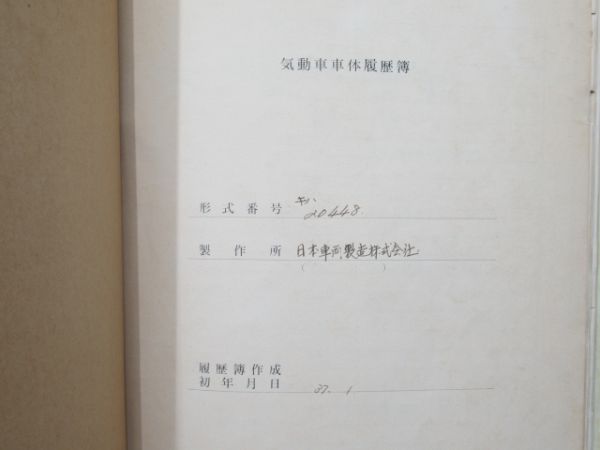 気動車車体履歴簿
形式番号 キハ 20448.
製作所 日本車両製造株式会社
( )
履歴簿作成
初年月日 37. 1